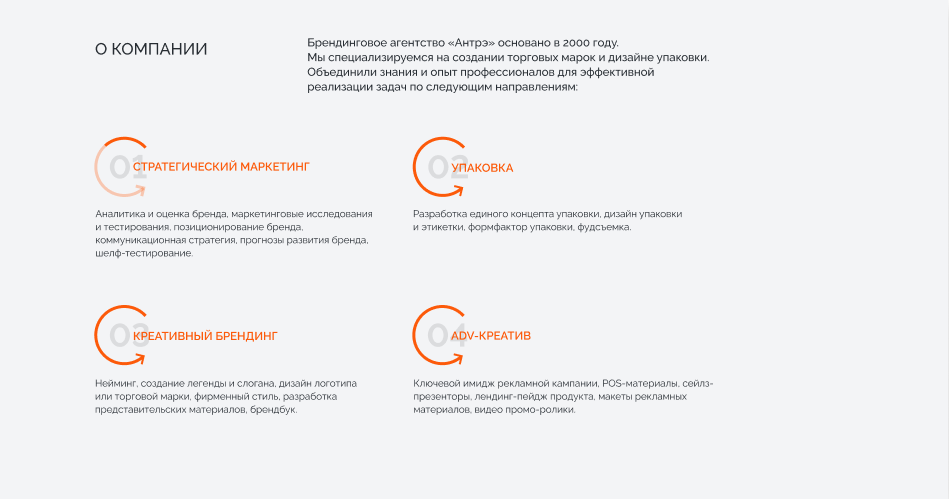 О КОМПАНИИ
Брендинговое агентство «Антрэ» основано в 2000 году.
Мы специализируемся на создании торговых марок и дизайне упаковки.
Объединили знания и опыт профессионалов для эффективной
реализации задач по следующим направлениям:
01 СТРАТЕГИЧЕСКИЙ МАРКЕТИНГ
Аналитика и оценка бренда, маркетинговые исследования
и тестирования, позиционирование бренда,
коммуникационная стратегия, прогнозы развития бренда,
шелф-тестирование.
02 УПАКОВКА
Разработка единого концепта упаковки, дизайн упаковки
и этикетки, формфактор упаковки, фудсъемка.
03 КРЕАТИВНЫЙ БРЕНДИНГ
Нейминг, создание легенды и слогана, дизайн логотипа
или торговой марки, фирменный стиль, разработка
представительских материалов, брендбук.
04 ADV-КРЕАТИВ
Ключевой имидж рекламной кампании, POS-материалы, сейлз-
презенторы, лендинг-пейдж продукта, макеты рекламных
материалов, видео промо-ролики.